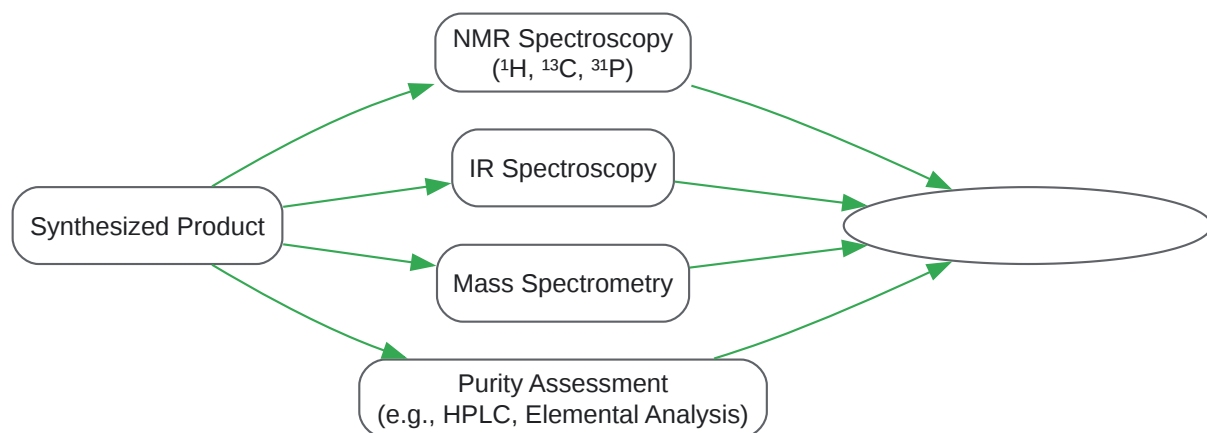 NMR Spectroscopy
(¹H, ¹³C, ³¹P)
IR Spectroscopy
Synthesized Product
Mass Spectrometry
Purity Assessment
(e.g., HPLC, Elemental Analysis)